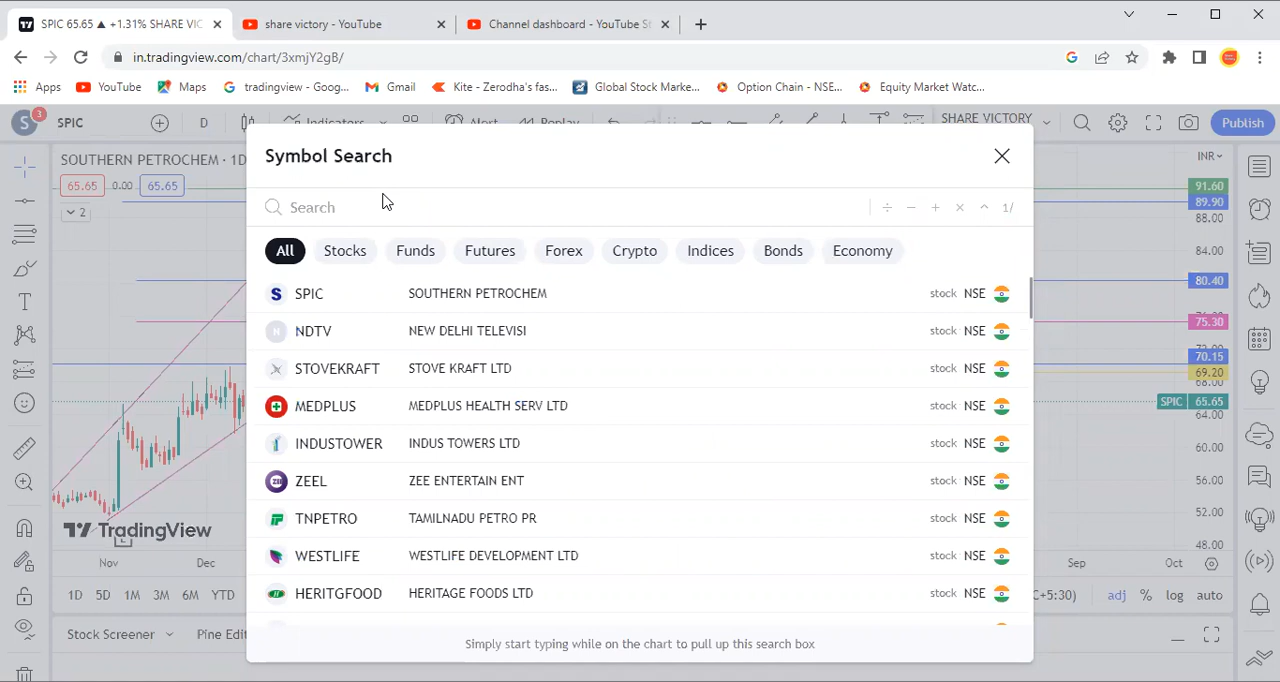 SPIC 65.65 ▲ +1.31% SHARE VIC
share victory - YouTube
Channel dashboard - YouTube St
in.tradingview.com/chart/3xmjY2gB/
Apps
YouTube
Maps
tradingview - Goog...
Gmail
Kite - Zerodha's fas...
Global Stock Marke...
Option Chain - NSE...
Equity Market Watc...
S
3
SPIC
D
Indicators
Alert
Replay
SHARE VICTORY
Publish
SOUTHERN PETROCHEM · 1D
65.65
0.00
65.65
2
Symbol Search
Search
1/
All
Stocks
Funds
Futures
Forex
Crypto
Indices
Bonds
Economy
SPIC SOUTHERN PETROCHEM stock NSE
NDTV NEW DELHI TELEVISI stock NSE
STOVEKRAFT STOVE KRAFT LTD stock NSE
MEDPLUS MEDPLUS HEALTH SERV LTD stock NSE
INDUSTOWER INDUS TOWERS LTD stock NSE
ZEEL ZEE ENTERTAIN ENT stock NSE
TNPETRO TAMILNADU PETRO PR stock NSE
WESTLIFE WESTLIFE DEVELOPMENT LTD stock NSE
HERITGFOOD HERITAGE FOODS LTD stock NSE
Simply start typing while on the chart to pull up this search box
INR
91.60
89.90
88.00
84.00
80.40
75.30
70.15
69.20
68.00
SPIC 65.65
64.00
60.00
56.00
52.00
48.00
TradingView
Nov
Dec
Sep
Oct
1D 5D 1M 3M 6M YTD
C+5:30)
adj % log auto
Stock Screener
Pine Edit